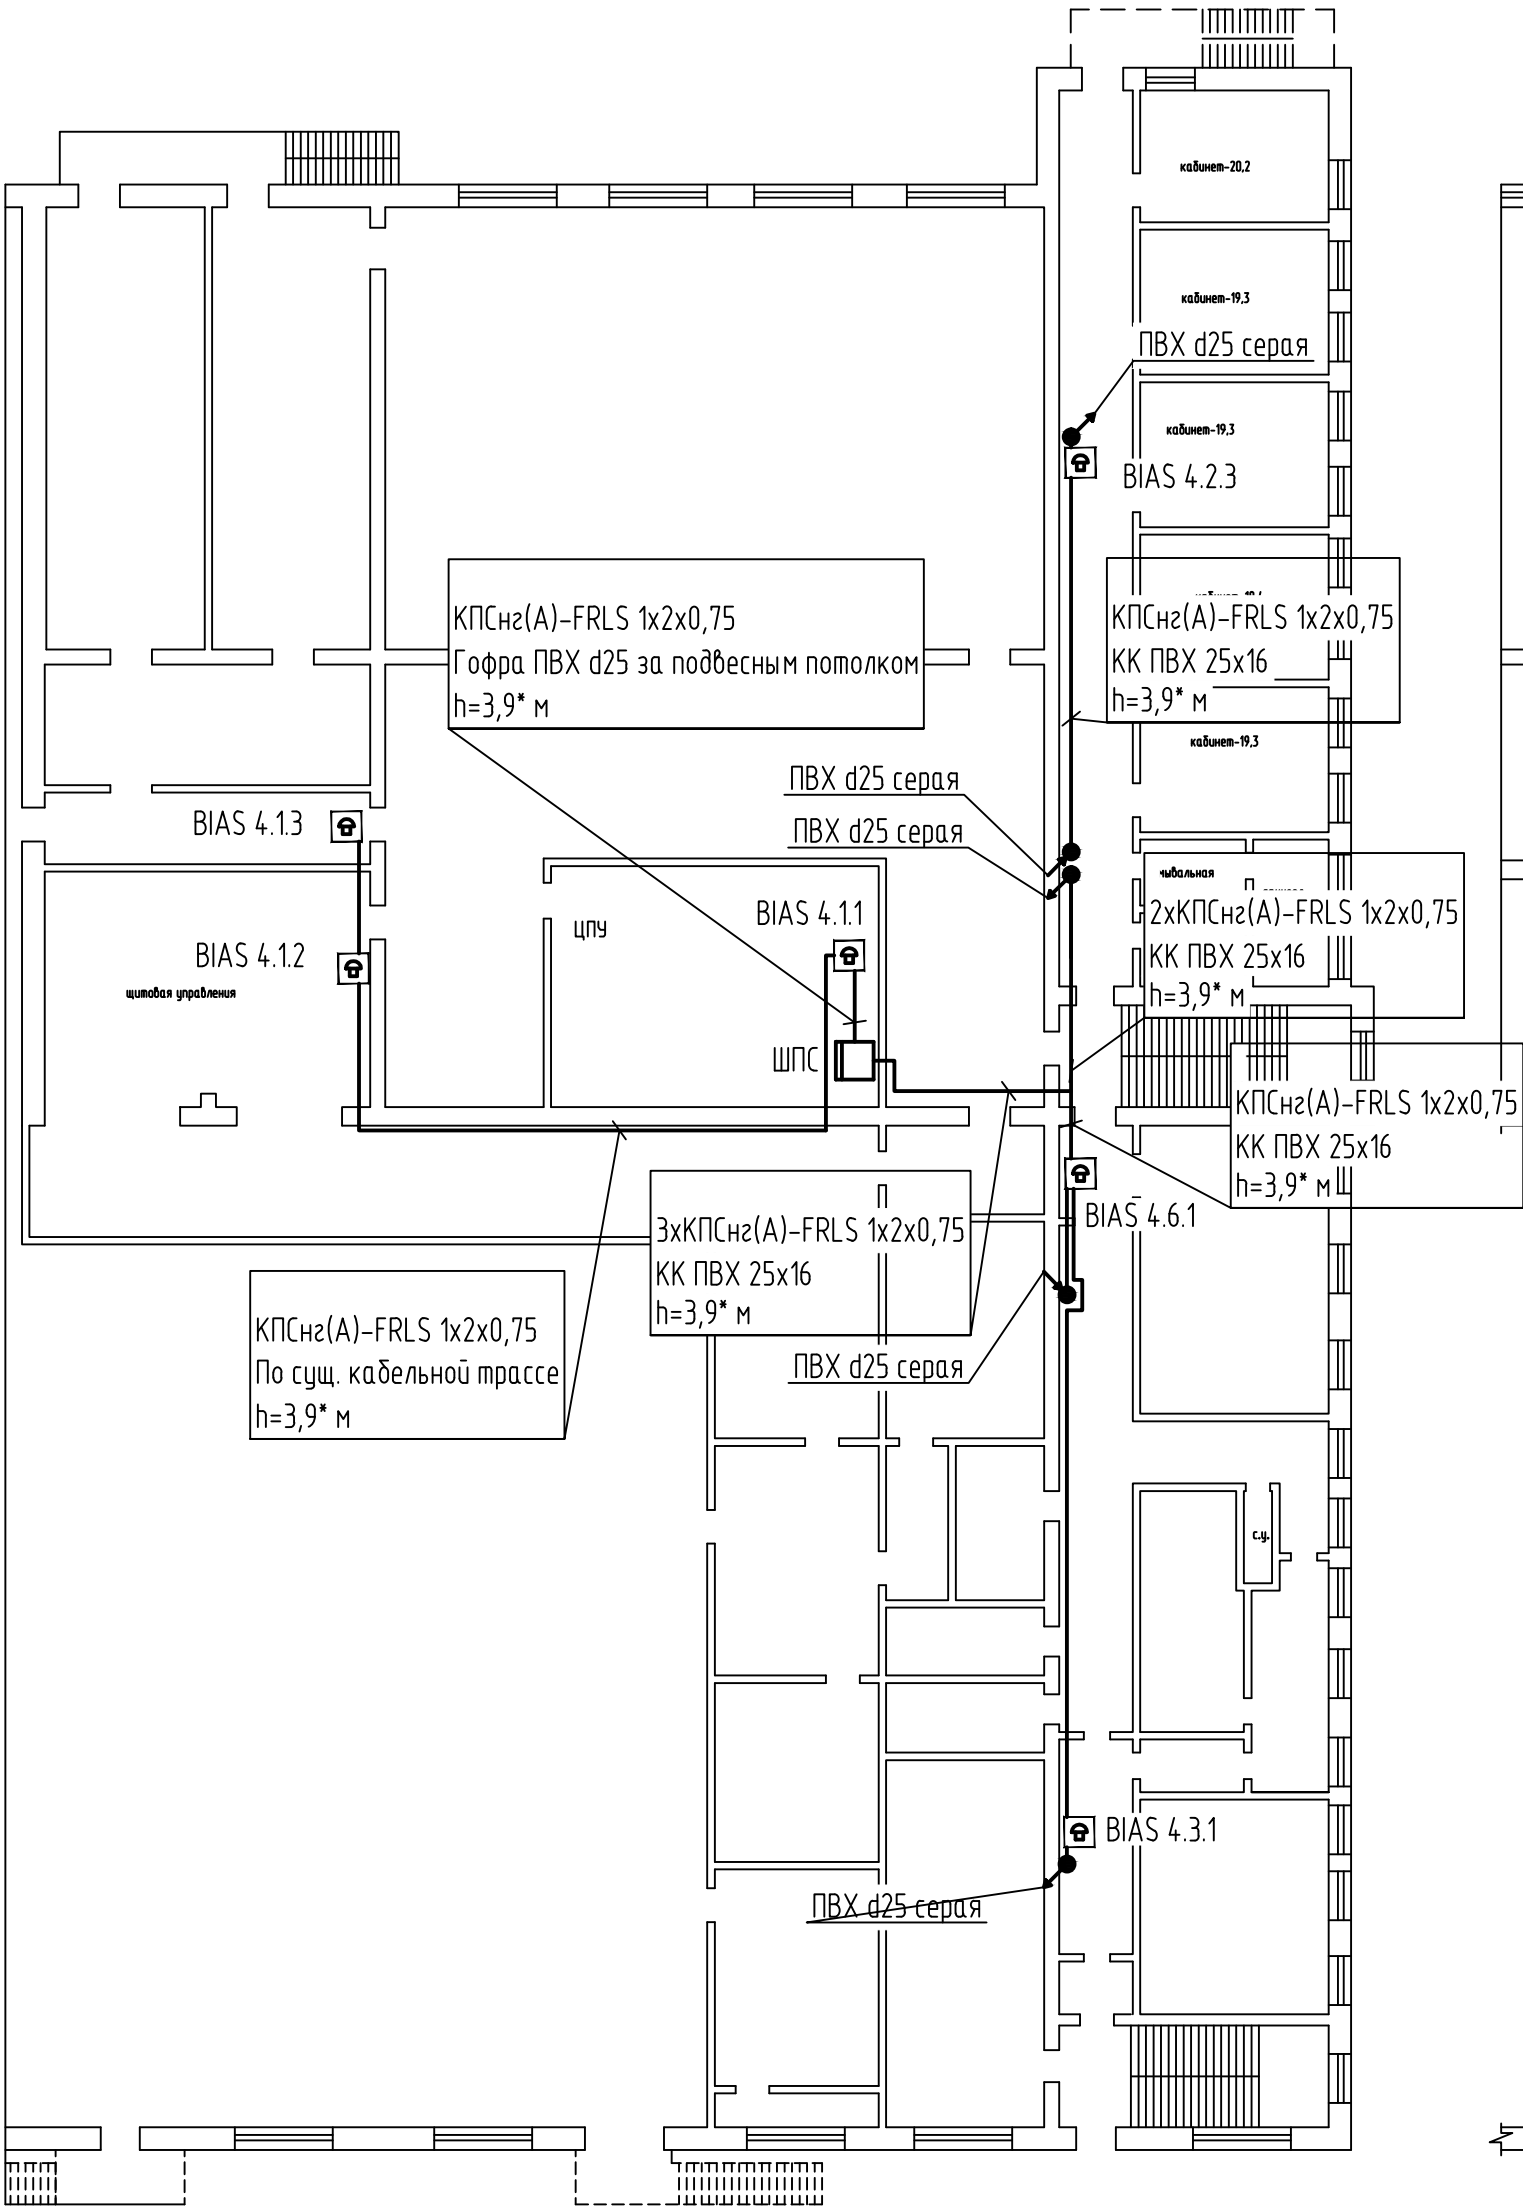 кабинет-20,2
кабинет-19,3
ПВХ d25 серая
кабинет-19,3
BIAS 4.2.3
КПСнг(А)-FRLS 1х2х0,75
Гофра ПВХ d25 за подвесным потолком
h=3,9* м
КПСнг(А)-FRLS 1х2х0,75
КК ПВХ 25х16
h=3,9* м
кабинет-19,3
ПВХ d25 серая
ПВХ d25 серая
BIAS 4.1.3
BIAS 4.1.1
ЦПУ
BIAS 4.1.2
щитовая управления
2хКПСнг(А)-FRLS 1х2х0,75
КК ПВХ 25х16
h=3,9* м
ШПС
КПСнг(А)-FRLS 1х2х0,75
КК ПВХ 25х16
h=3,9* м
BIAS 4.6.1
3хКПСнг(А)-FRLS 1х2х0,75
КК ПВХ 25х16
h=3,9* м
КПСнг(А)-FRLS 1х2х0,75
По сущ. кабельной трассе
h=3,9* м
ПВХ d25 серая
с.у.
BIAS 4.3.1
ПВХ d25 серая